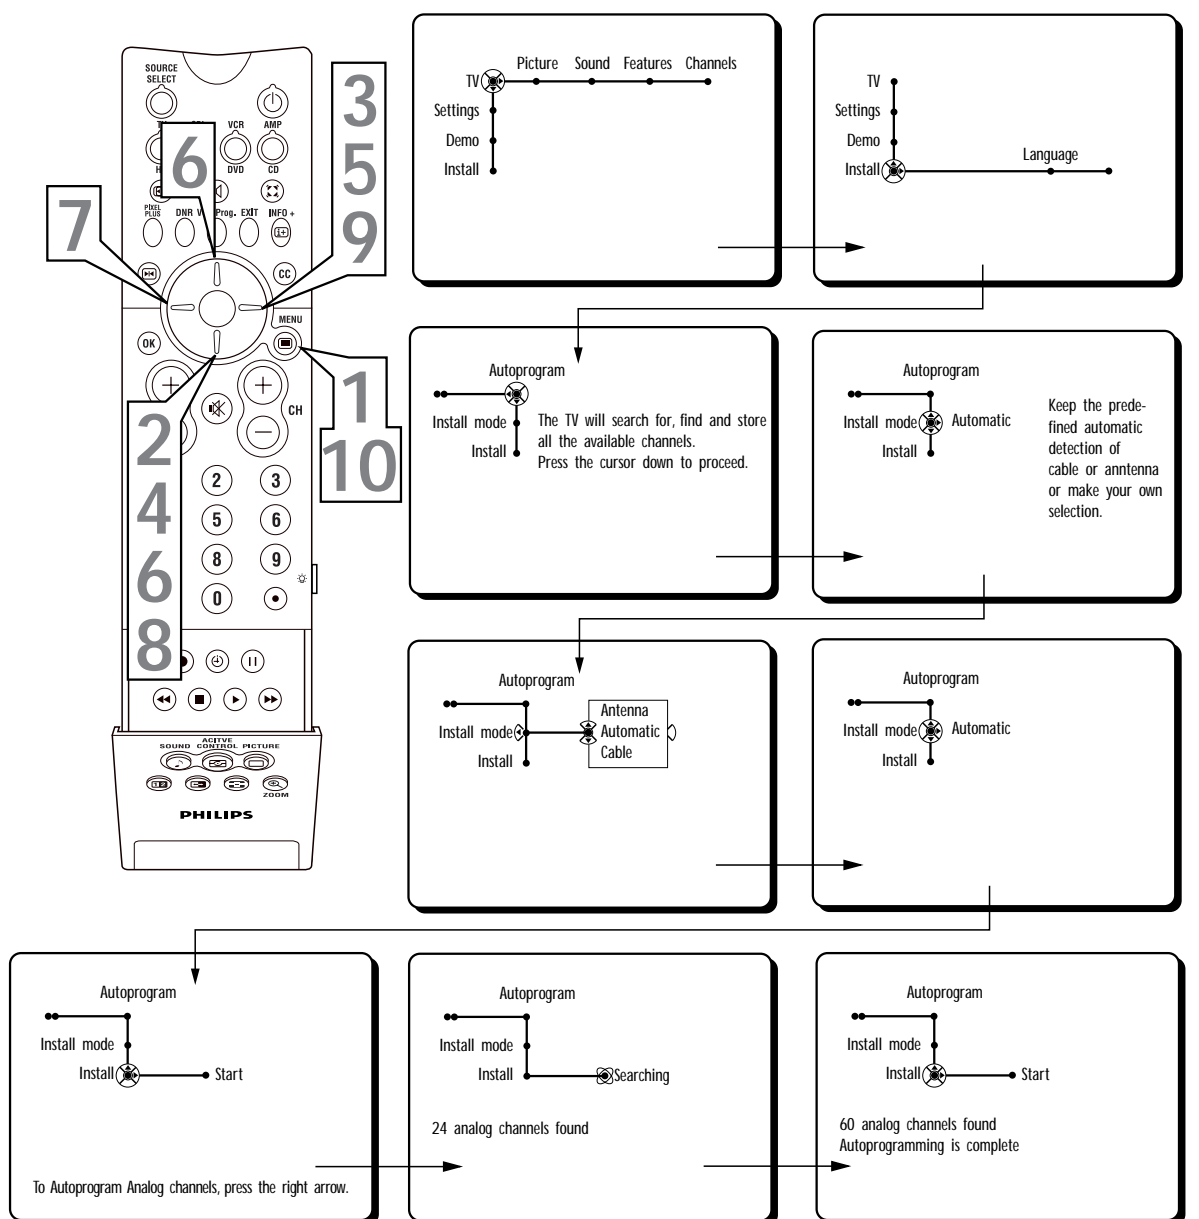 SOURCE
SELECT
VCR
AMP
DVD
CD
PIXEL
PLUS
DNR
Prog.
EXIT
INFO +
i+
CC
OK
MENU
CH
2
3
5
6
8
9
0
ACITVE
SOUND CONTROL PICTURE
ZOOM
PHILIPS
3
5
9
6
7
1
10
2
4
6
8
Picture Sound Features Channels
TV
Settings
Demo
Install
TV
Settings
Demo
Install
Language
Autoprogram
Install mode
Install
The TV will search for, find and store
all the available channels.
Press the cursor down to proceed.
Autoprogram
Install mode
Automatic
Install
Keep the prede-
fined automatic
detection of
cable or anntenna
or make your own
selection.
Autoprogram
Install mode
Install
Antenna
Automatic
Cable
Autoprogram
Install mode
Automatic
Install
Autoprogram
Install mode
Install
Start
To Autoprogram Analog channels, press the right arrow.
Autoprogram
Install mode
Install
Searching
24 analog channels found
Autoprogram
Install mode
Install
Start
60 analog channels found
Autoprogramming is complete